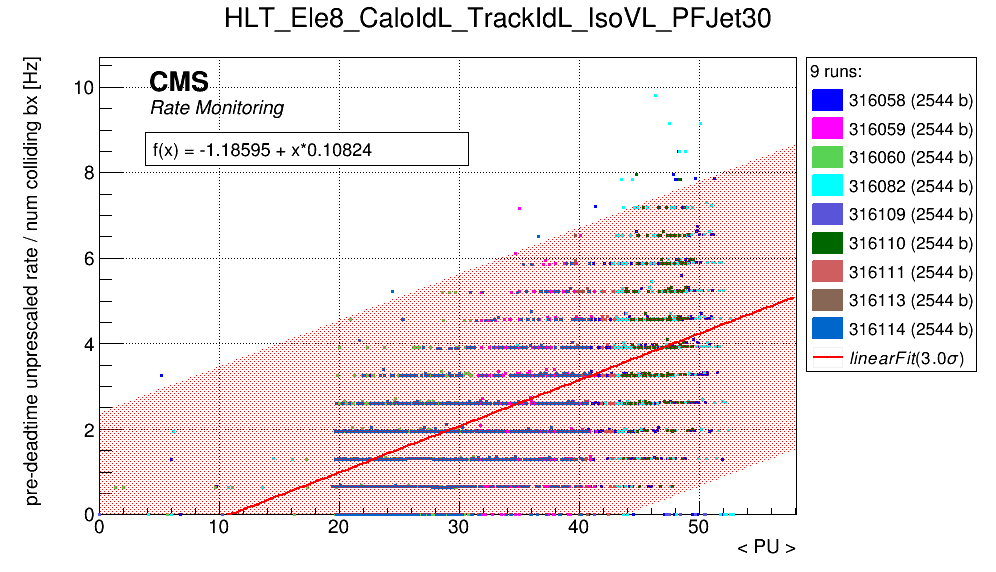 HLT_Ele8_CaloIdL_TrackIdL_IsoVL_PFJet30
pre-deadtime unprescaled rate / num colliding bx [Hz]
CMS
Rate Monitoring
f(x) = -1.18595 + x*0.10824
10
8
6
4
2
0
0
10
20
30
40
50
< PU >
9 runs:
316058 (2544 b)
316059 (2544 b)
316060 (2544 b)
316082 (2544 b)
316109 (2544 b)
316110 (2544 b)
316111 (2544 b)
316113 (2544 b)
316114 (2544 b)
linearFit(3.0σ)